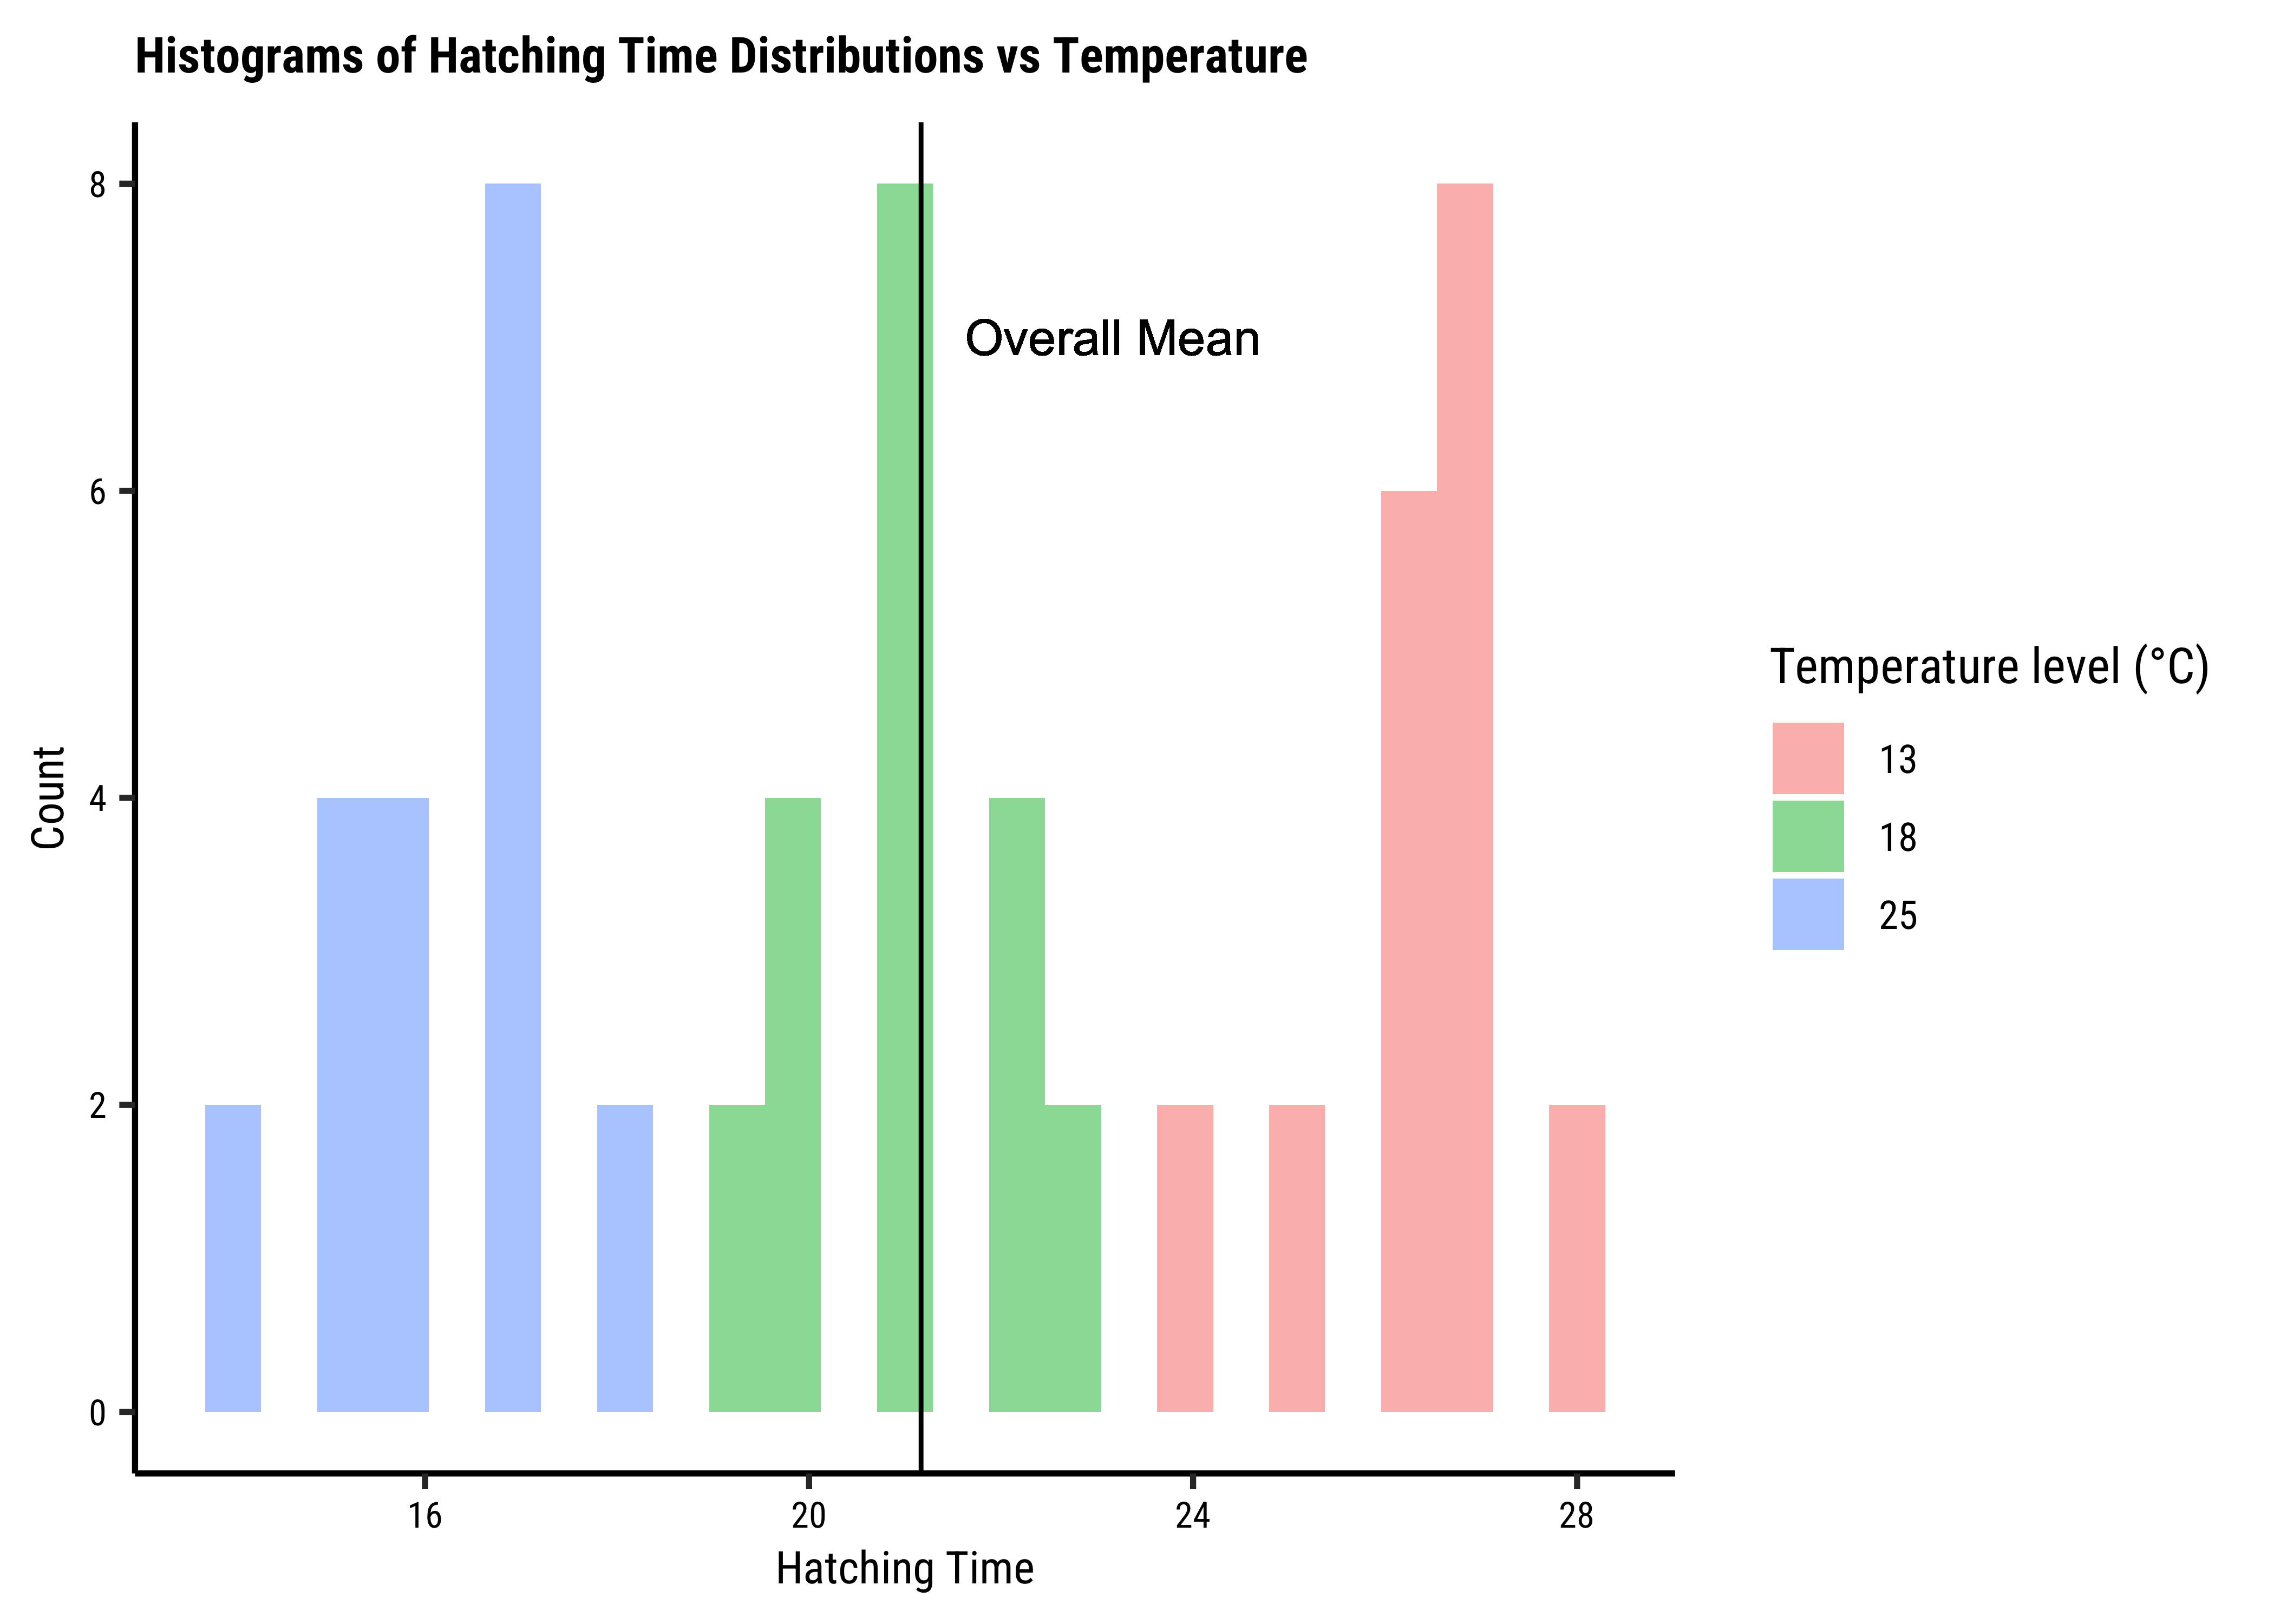 Histograms of Hatching Time Distributions vs Temperature
8
6
4
2
0
Count
Overall Mean
16 20 24 28
Hatching Time
Temperature level (°C)
13
18
25